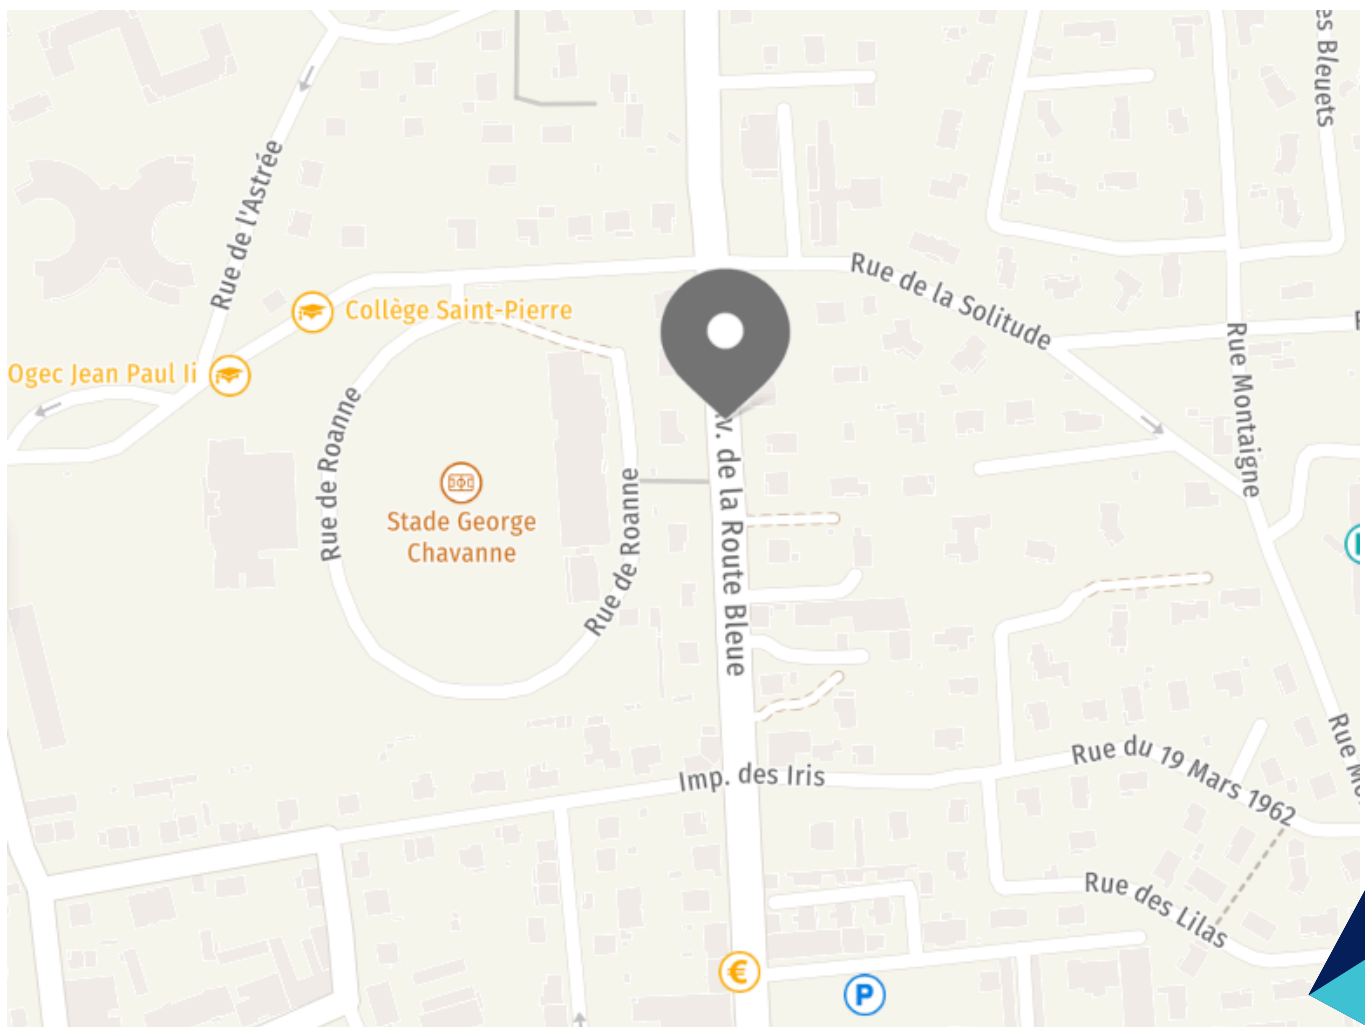 es Bleuets
Rue de l'Astrée
Rue de la Solitude
Collège Saint-Pierre
Ogec Jean Paul Ii
Rue Montaigne
Rue de Roanne
Stade George
Chavanne
Rue de Roanne
v. de la Route Bleue
Imp. des Iris
Rue du 19 Mars 1962
Rue Mo
Rue des Lilas
€
P